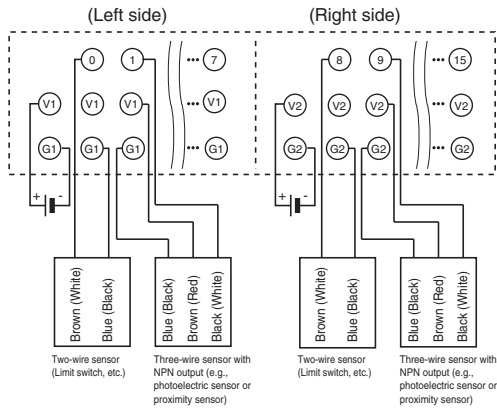 (Left side) (Right side)
0 1 ••• 7 8 9 ••• 15
V1 V1 V1 ••• V1 V2 V2 V2 ••• V2
G1 G1 G1 ••• G1 G2 G2 G2 ••• G2
+ - + -
Brown (White)
Blue (Black)
Blue (Black)
Brown (Red)
Black (White)
Brown (White)
Blue (Black)
Blue (Black)
Brown (Red)
Black (White)
Two-wire sensor
(Limit switch, etc.)
Three-wire sensor with
NPN output (e.g.,
photoelectric sensor or
proximity sensor)
Two-wire sensor
(Limit switch, etc.)
Three-wire sensor with
NPN output (e.g.,
photoelectric sensor or
proximity sensor)